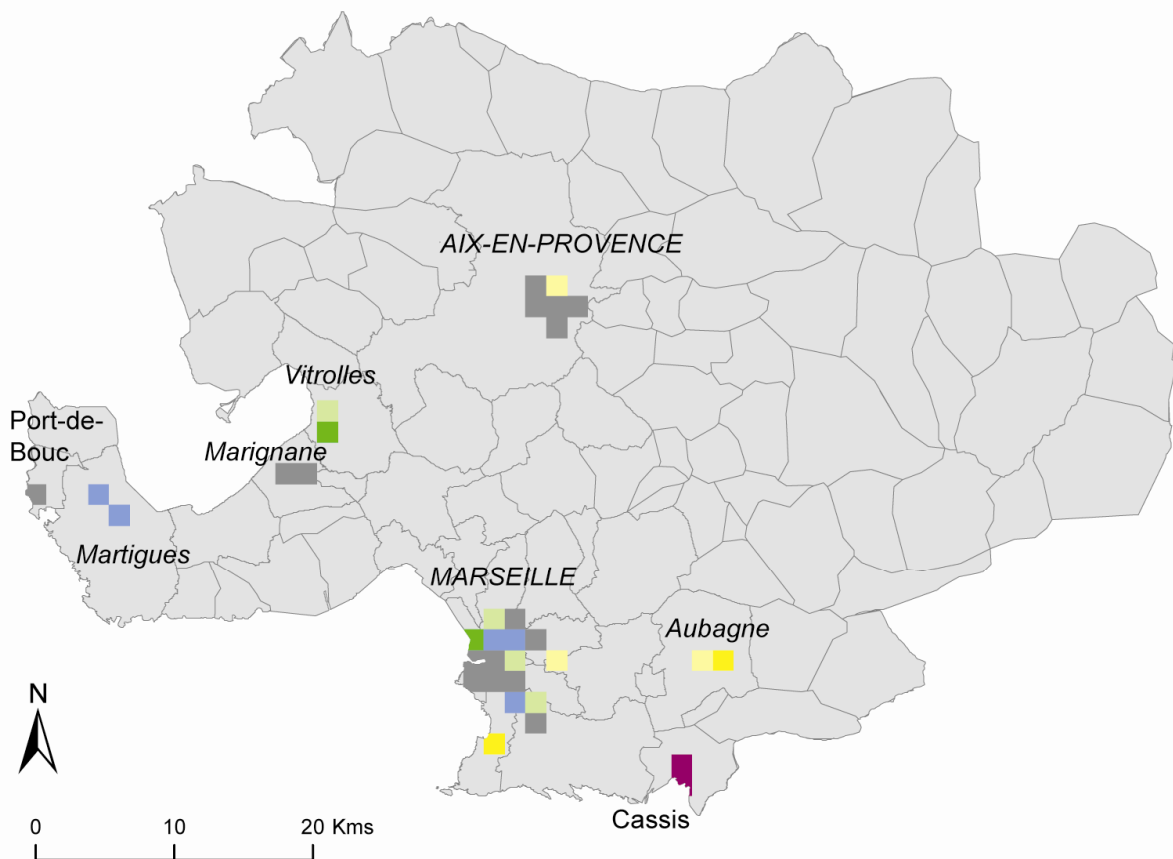 AIX-EN-PROVENCE
Vitrolles
Port-de-
Bouc
Marignane
Martigues
MARSEILLE
Aubagne
N
Cassis
0 10 20 Kms